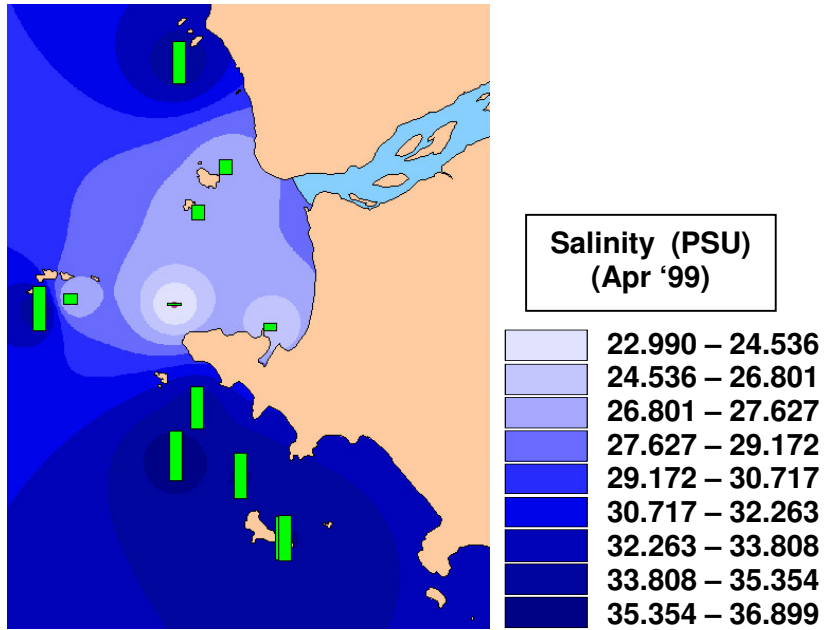 Salinity (PSU)
(Apr ‘99)
22.990 – 24.536
24.536 – 26.801
26.801 – 27.627
27.627 – 29.172
29.172 – 30.717
30.717 – 32.263
32.263 – 33.808
33.808 – 35.354
35.354 – 36.899